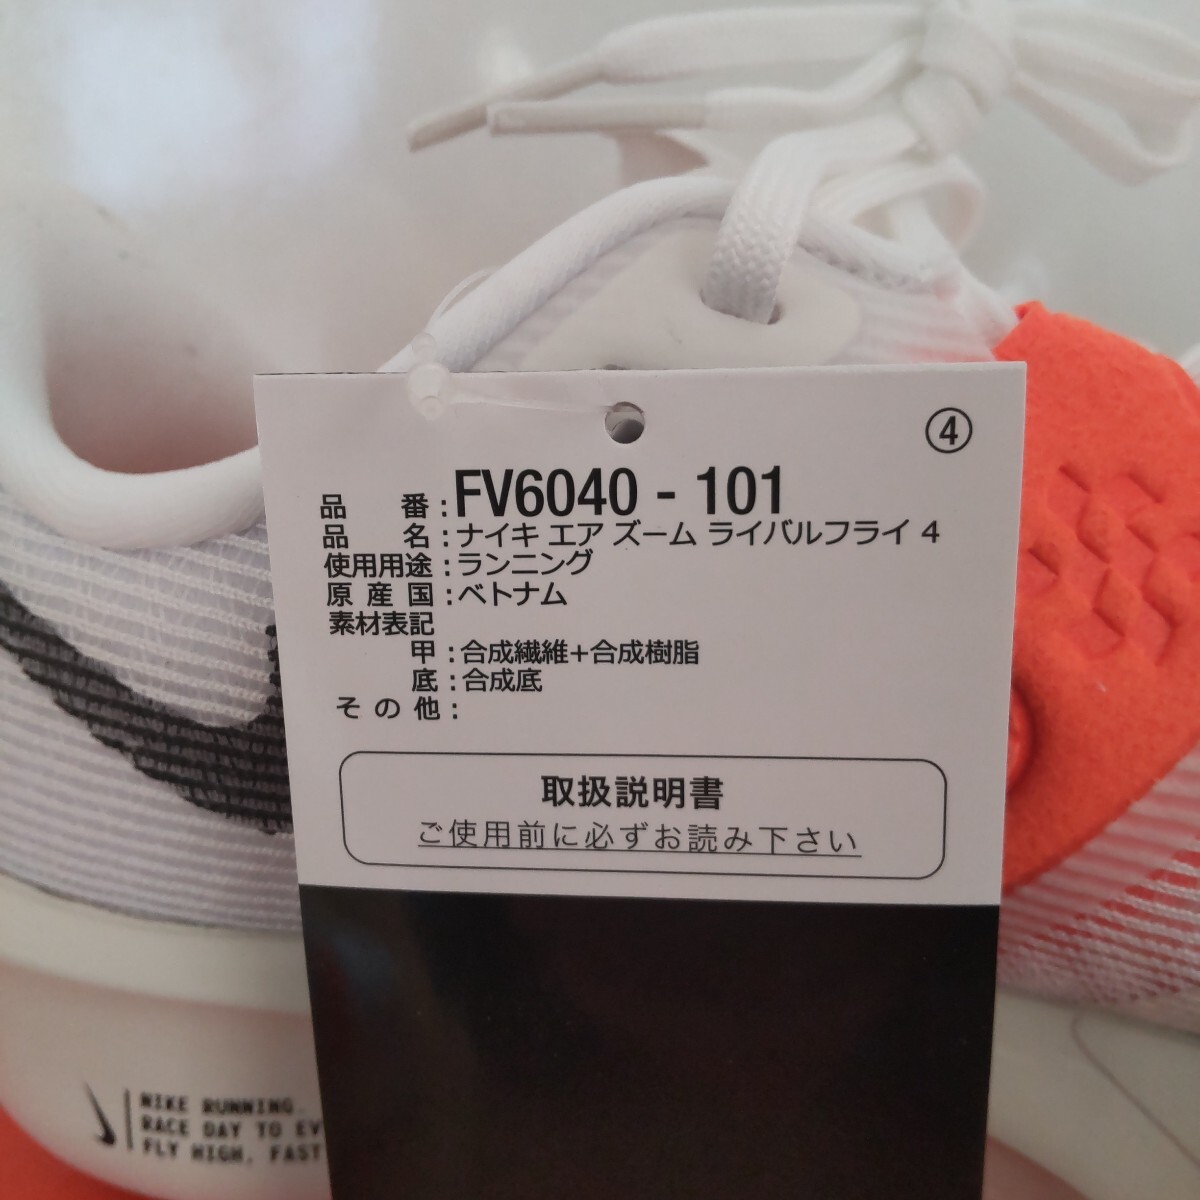 ④
品 番 : FV6040 - 101
品 名 : ナイキ エア ズーム ライバルフライ 4
使用用途 : ランニング
原 産 国 : ベトナム
素材表記
甲 : 合成繊維+合成樹脂
底 : 合成底
そ の 他 :
取扱説明書
ご使用前に必ずお読み下さい
NIKE RUNNING.
RACE DAY TO EV
FLY HIGH, FAST